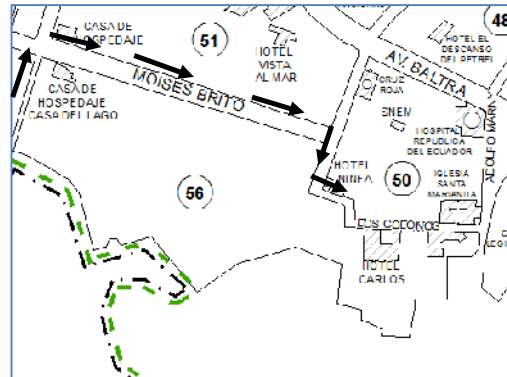 CASA DE
HOSPEDAJE
51
48
HOTEL EL
DESCANSO
DEL PETREL
HOTEL
VISTA
AL MAR
AV. BALTRA
CRUZ
ROJA
CASA DE
HOSPEDAJE
CASA DEL LAGO
MOISES BRITO
HOSPITAL
REPUBLICA
DEL ECUADOR
ADOLFO MARIN
HOTEL
NINFA
50
IGLESIA
SANTA
MARIANITA
56
LOS COLONOS
HOTEL
CARLOS